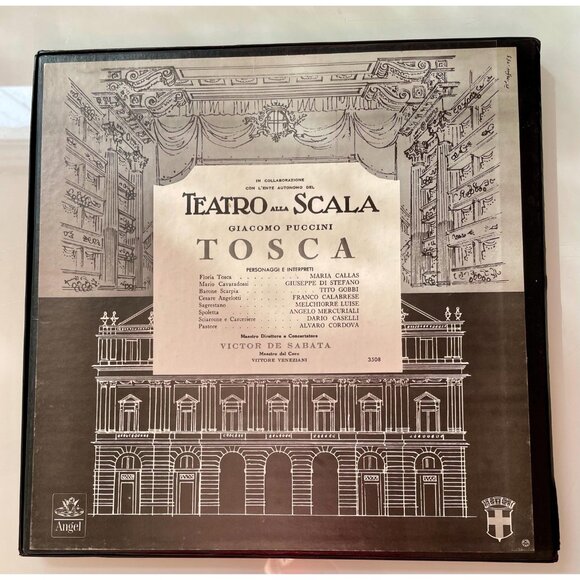 IN COLLABORAZIONE
CON L'ENTE AUTONOMO DEL
TEATRO ALLA SCALA
GIACOMO PUCCINI
TOSCA
PERSONAGGI E INTERPRETI
Floria Tosca . . . . . . . . . . MARIA CALLAS
Mario Cavaradossi . . . . . . GIUSEPPE DI STEFANO
Barone Scarpia . . . . . . . . TITO GOBBI
Cesare Angelotti . . . . . . FRANCO CALABRESE
Sagrestano . . . . . . . . MELCHIORRE LUISE
Spoletta . . . . . . . . ANGELO MERCURIALI
Sciarrone e Carceriere . . . . . . DARIO CASELLI
Pastore . . . . . . . . . . ALVARO CORDOVA
Maestro Direttore e Concertatore
VICTOR DE SABATA
Maestro del Coro
VITTORE VENEZIANI 3508
Angel